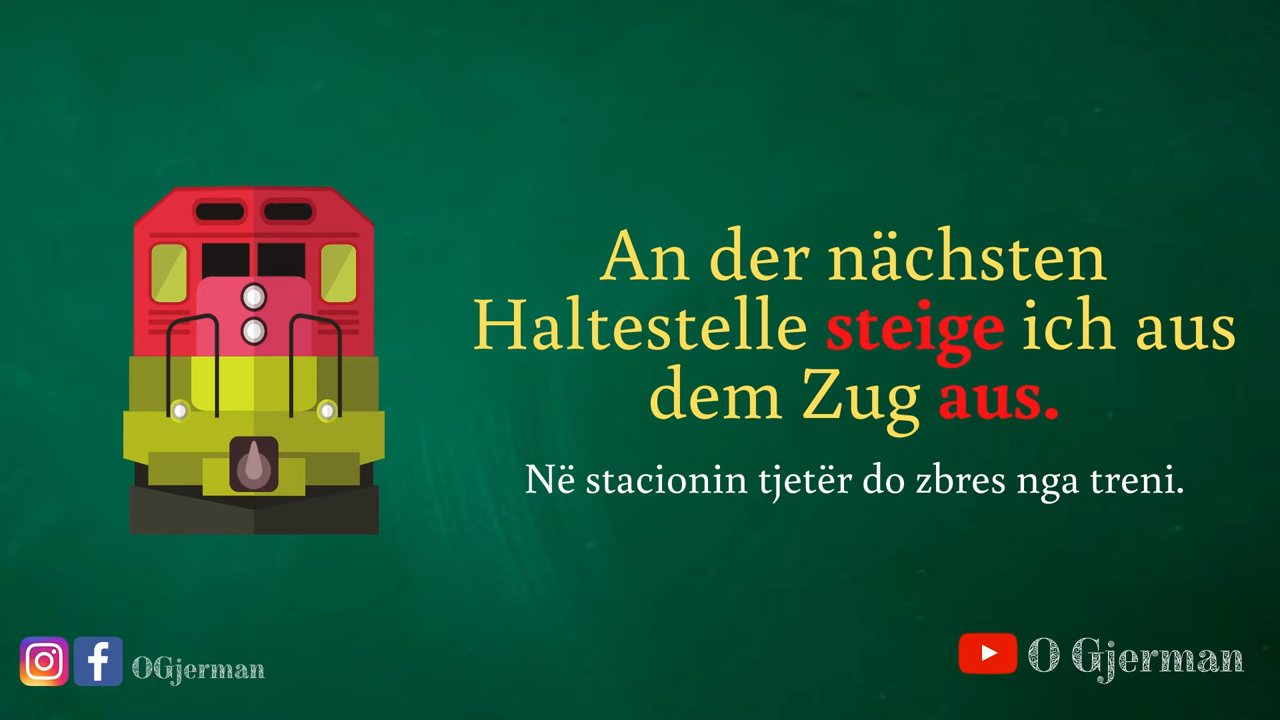 An der nächsten
Haltestelle steige ich aus
dem Zug aus.
Në stacionin tjetër do zbres nga treni.
OGjerman
O Gjerman